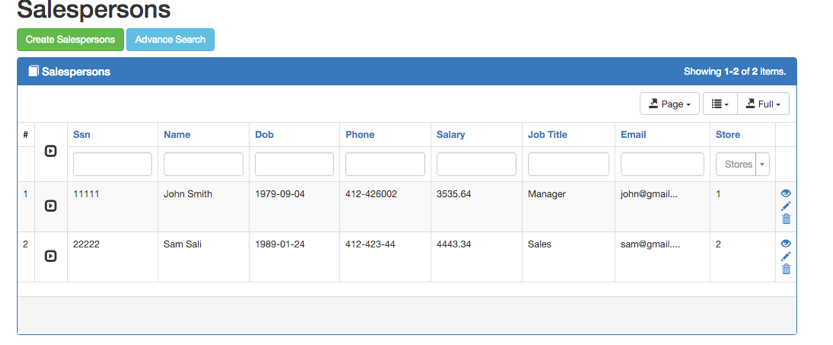 Salespersons
Create Salespersons Advance Search
Salespersons Showing 1-2 of 2 items.
Page Full
# Ssn Name Dob Phone Salary Job Title Email Store
Stores
1 11111 John Smith 1979-09-04 412-426002 3535.64 Manager john@gmail... 1
2 22222 Sam Sali 1989-01-24 412-423-44 4443.34 Sales sam@gmail.... 2